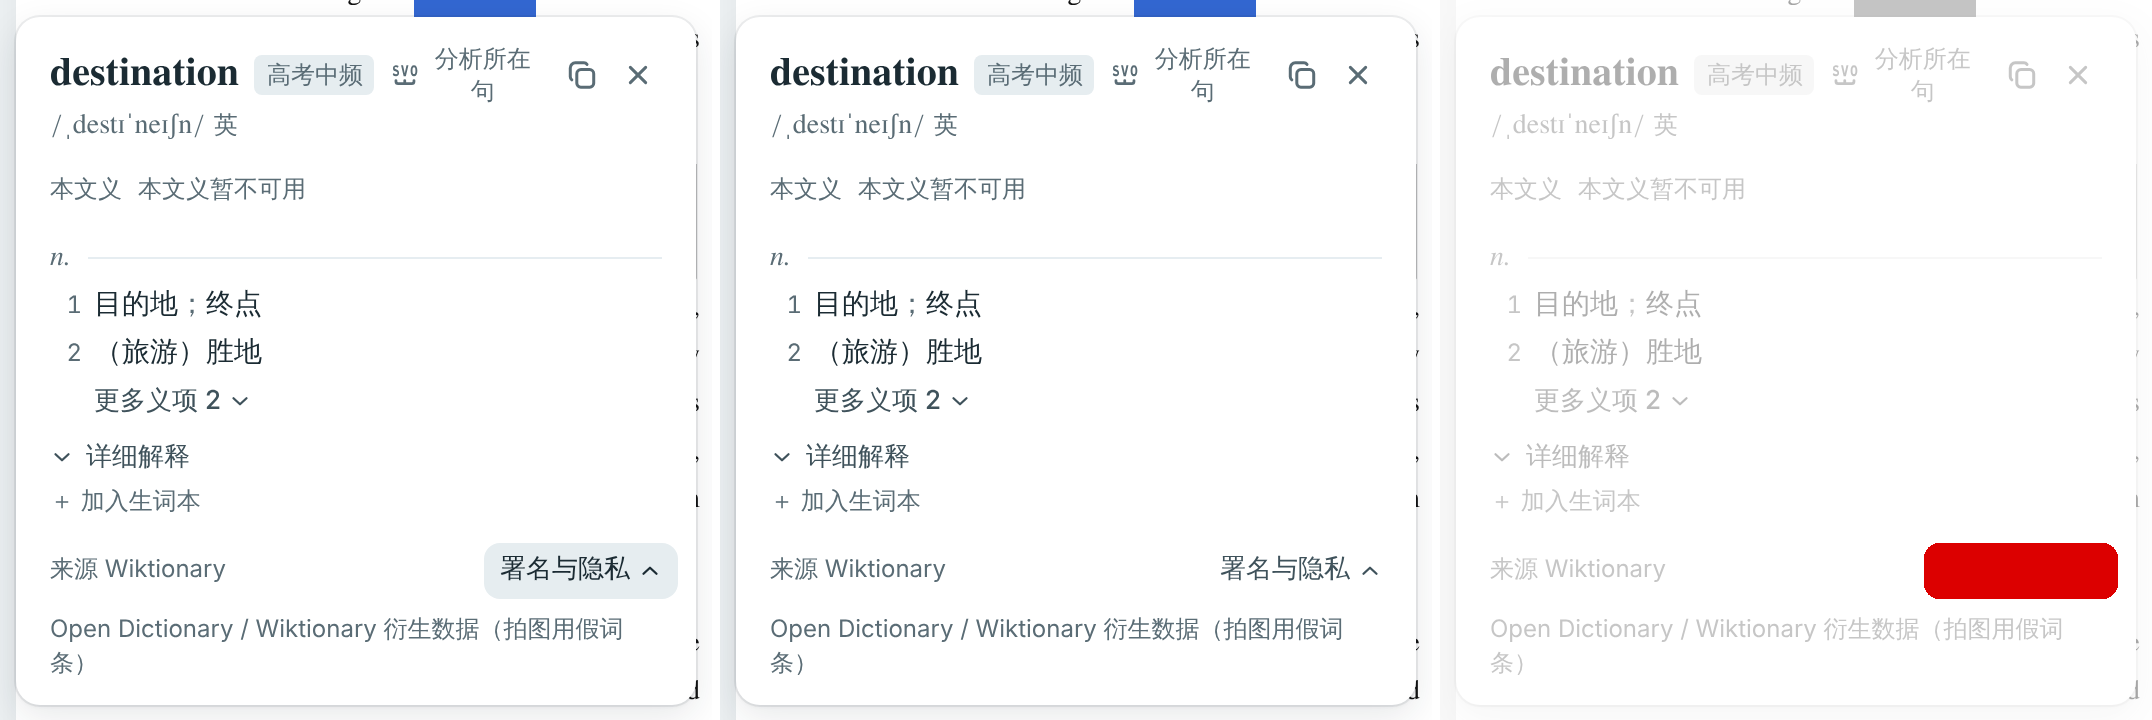 destination 高考中频 SVO 分析所在句
/ˌdestɪˈneɪʃn/ 英
本文义 本文义暂不可用
n.
1 目的地；终点
2 （旅游）胜地
更多义项 2
详细解释
+ 加入生词本
来源 Wiktionary 署名与隐私
Open Dictionary / Wiktionary 衍生数据（拍图用假词
条）
destination 高考中频 SVO 分析所在句
/ˌdestɪˈneɪʃn/ 英
本文义 本文义暂不可用
n.
1 目的地；终点
2 （旅游）胜地
更多义项 2
详细解释
+ 加入生词本
来源 Wiktionary 署名与隐私
Open Dictionary / Wiktionary 衍生数据（拍图用假词
条）
destination 高考中频 SVO 分析所在句
/ˌdestɪˈneɪʃn/ 英
本文义 本文义暂不可用
n.
1 目的地；终点
2 （旅游）胜地
更多义项 2
详细解释
+ 加入生词本
来源 Wiktionary
Open Dictionary / Wiktionary 衍生数据（拍图用假词
条）